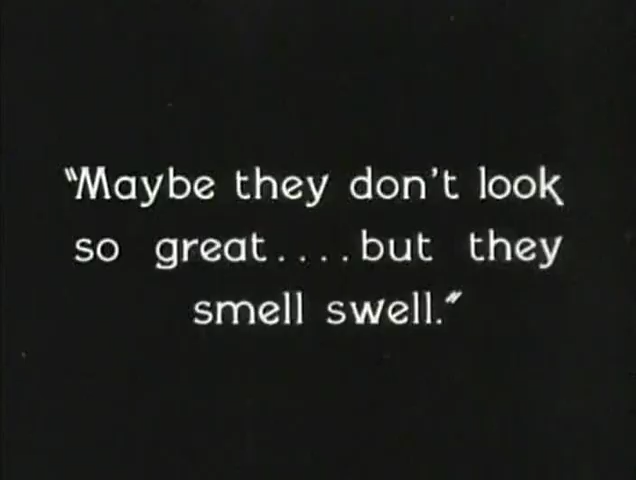 "Maybe they don't look
so great....but they
smell swell."